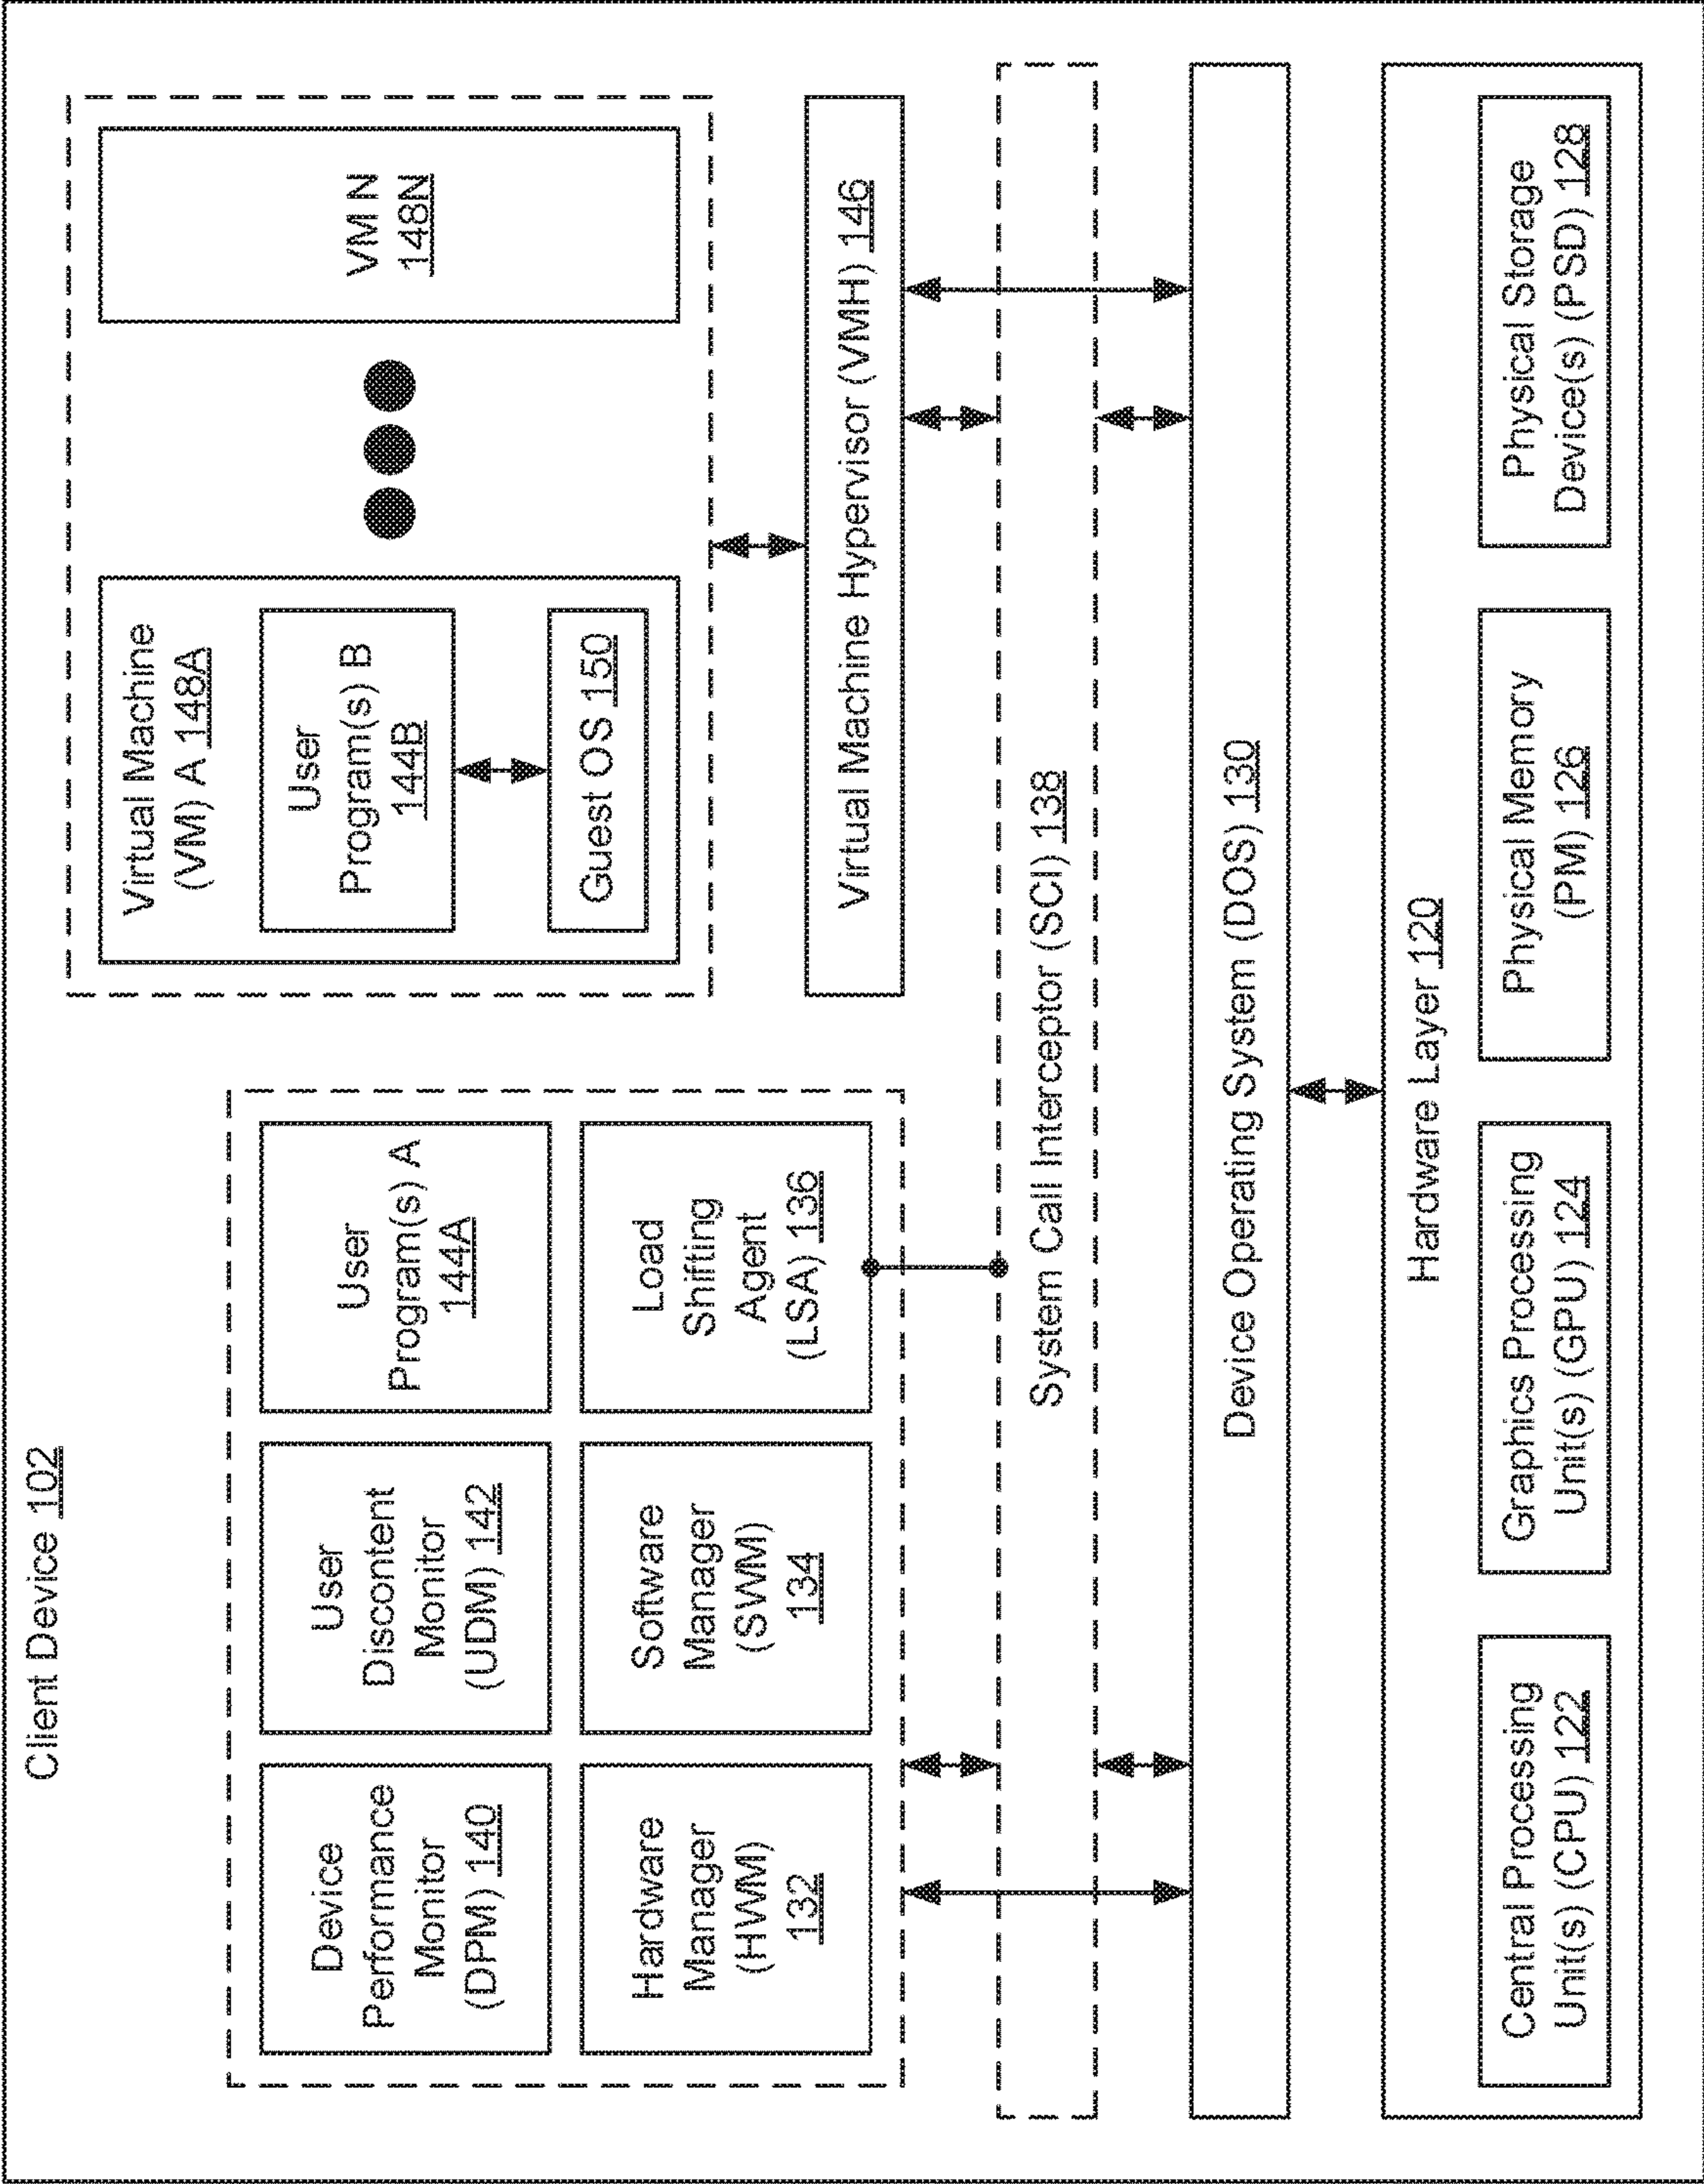 Client Device 102
Device
Performance
Monitor
(DPM) 140
User
Discontent
Monitor
(UDM) 142
User
Program(s) A
144A
Hardware
Manager
(HWM)
132
Software
Manager
(SWM)
134
Load
Shifting
Agent
(LSA) 136
Virtual Machine
(VM) A 148A
User
Program(s) B
144B
Guest OS 150
VM N
148N
Virtual Machine Hypervisor (VMH) 146
System Call Interceptor (SCI) 138
Device Operating System (DOS) 130
Hardware Layer 120
Central Processing
Unit(s) (CPU) 122
Graphics Processing
Unit(s) (GPU) 124
Physical Memory
(PM) 126
Physical Storage
Device(s) (PSD) 128